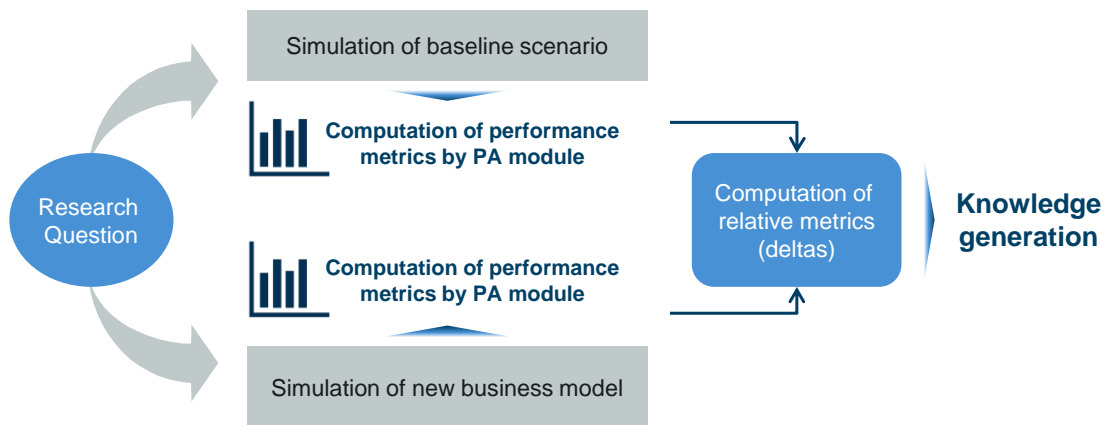 Simulation of baseline scenario
Computation of performance
metrics by PA module
Research
Question
Computation of
relative metrics
(deltas)
Knowledge
generation
Computation of performance
metrics by PA module
Simulation of new business model